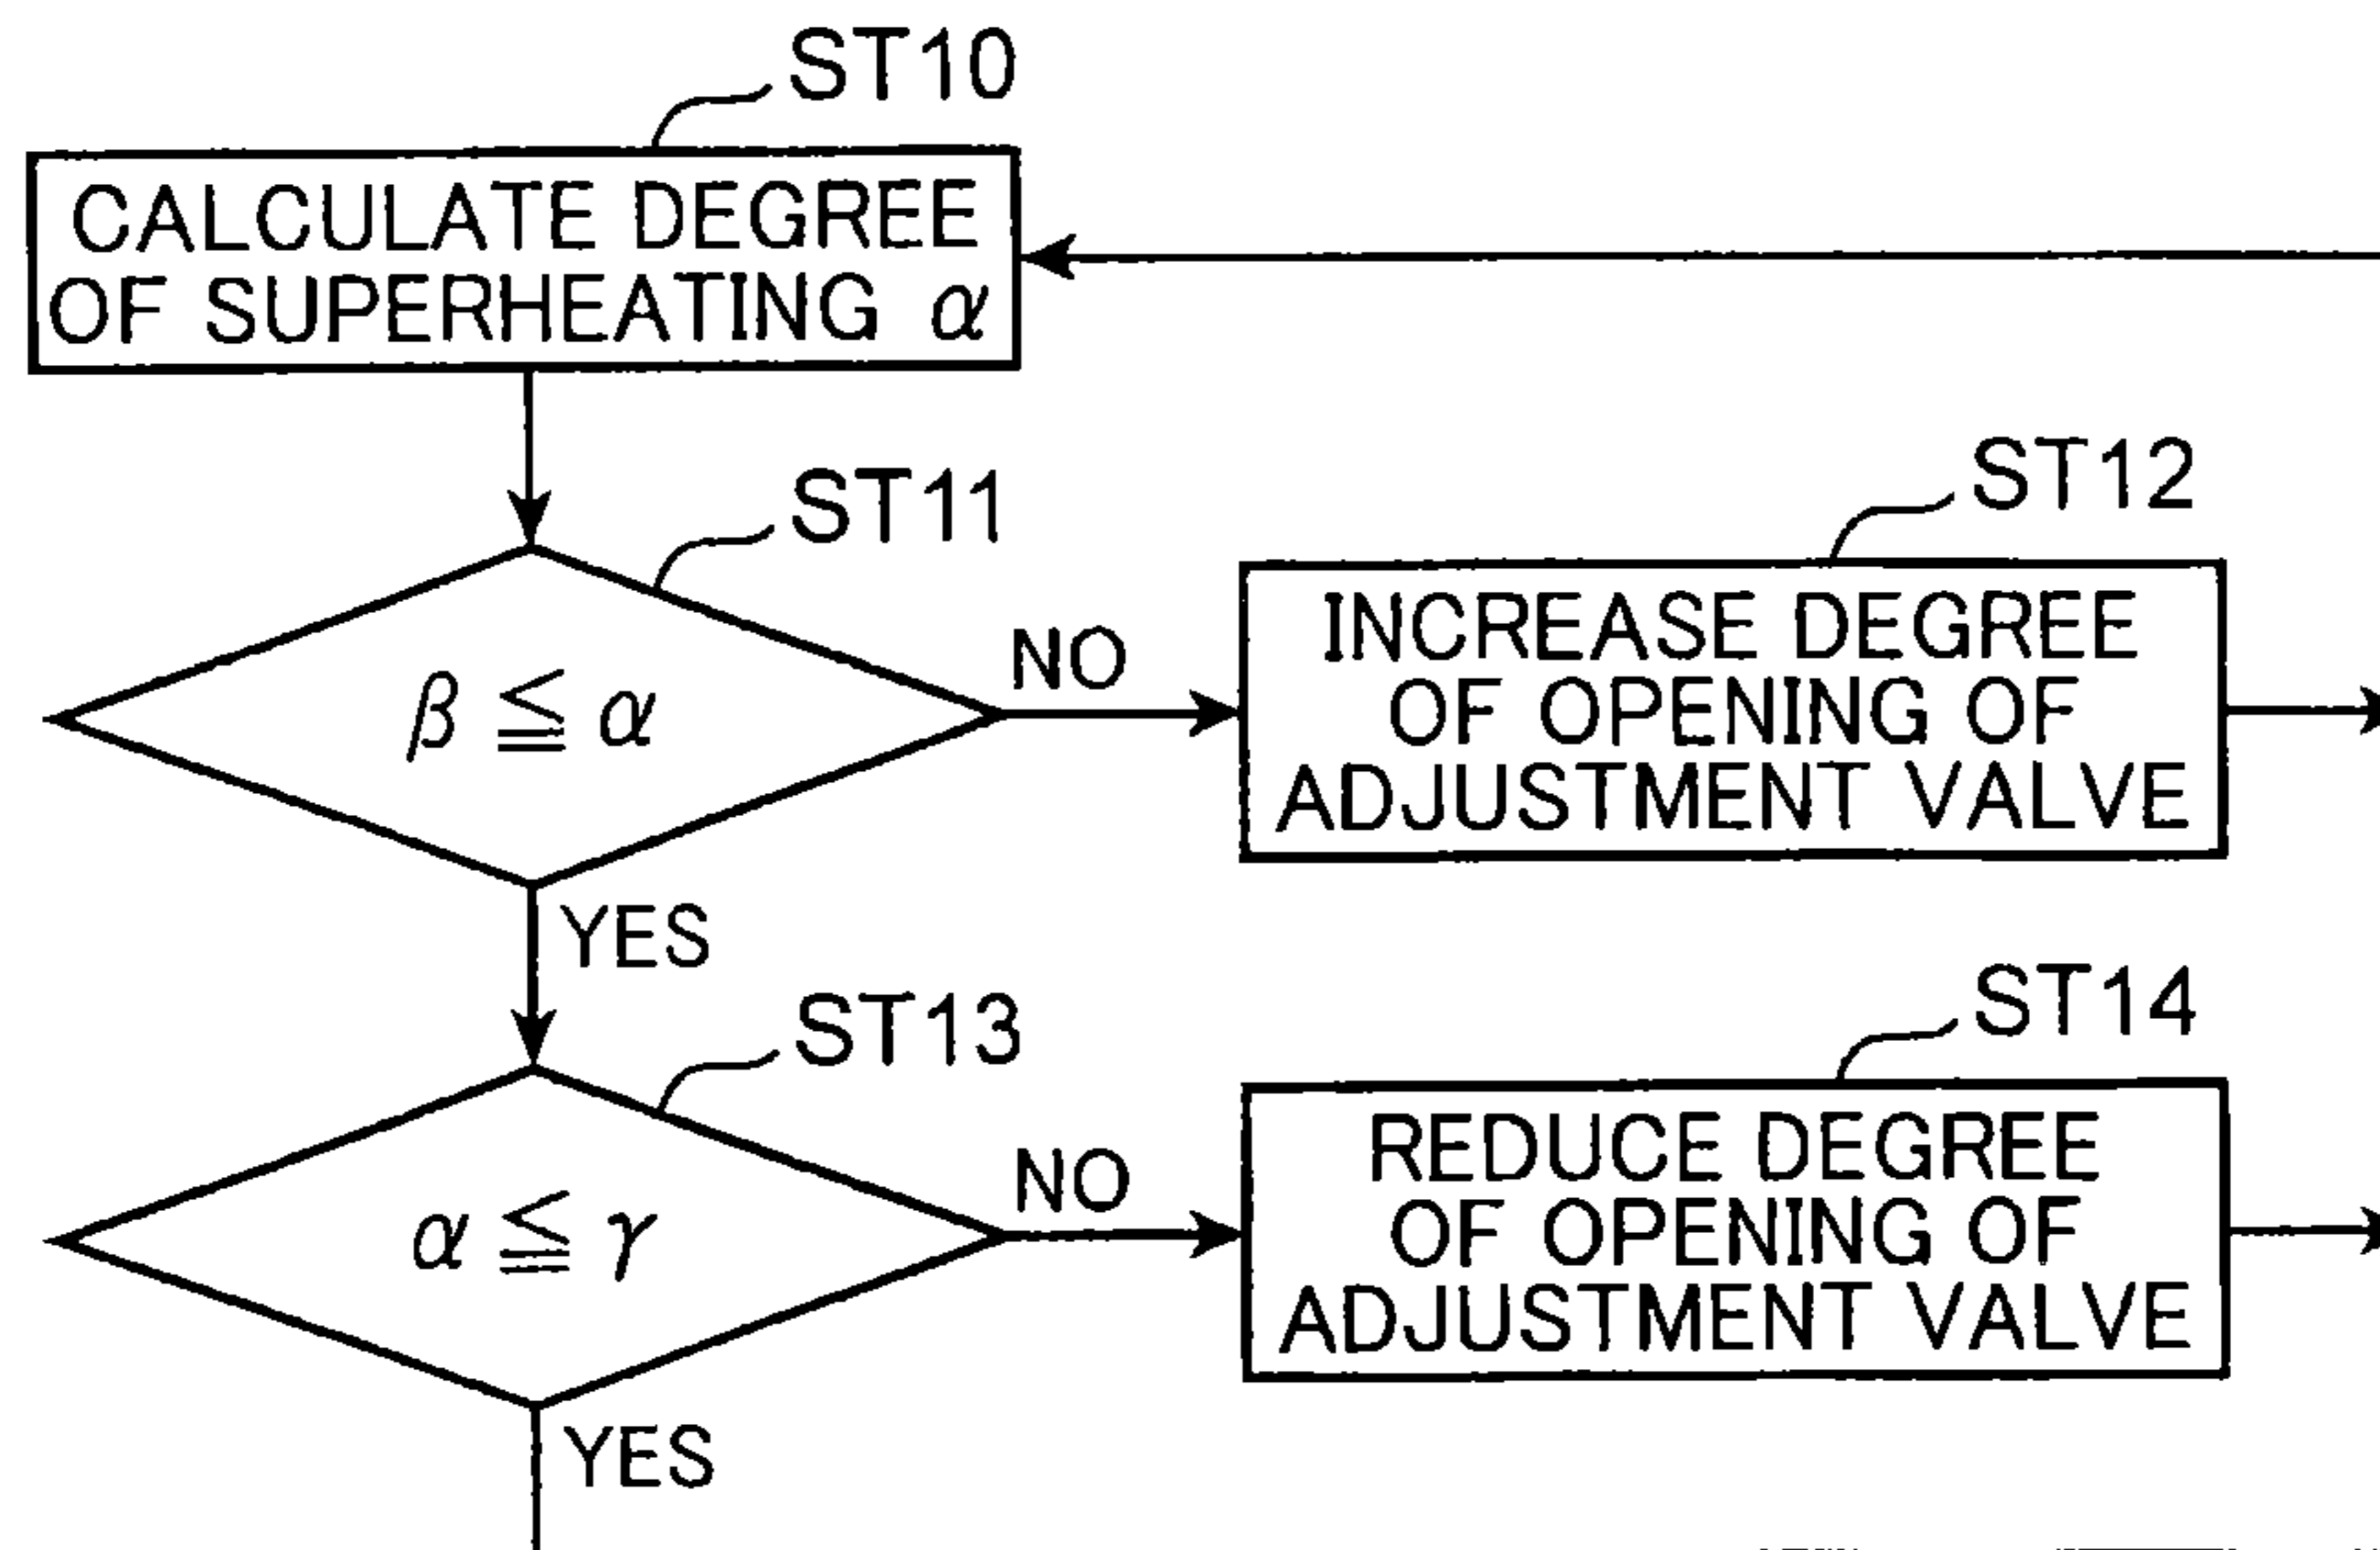 ST10
CALCULATE DEGREE
OF SUPERHEATING α
ST11
β ≦ α
NO
ST12
INCREASE DEGREE
OF OPENING OF
ADJUSTMENT VALVE
YES
ST13
α ≦ γ
NO
ST14
REDUCE DEGREE
OF OPENING OF
ADJUSTMENT VALVE
YES